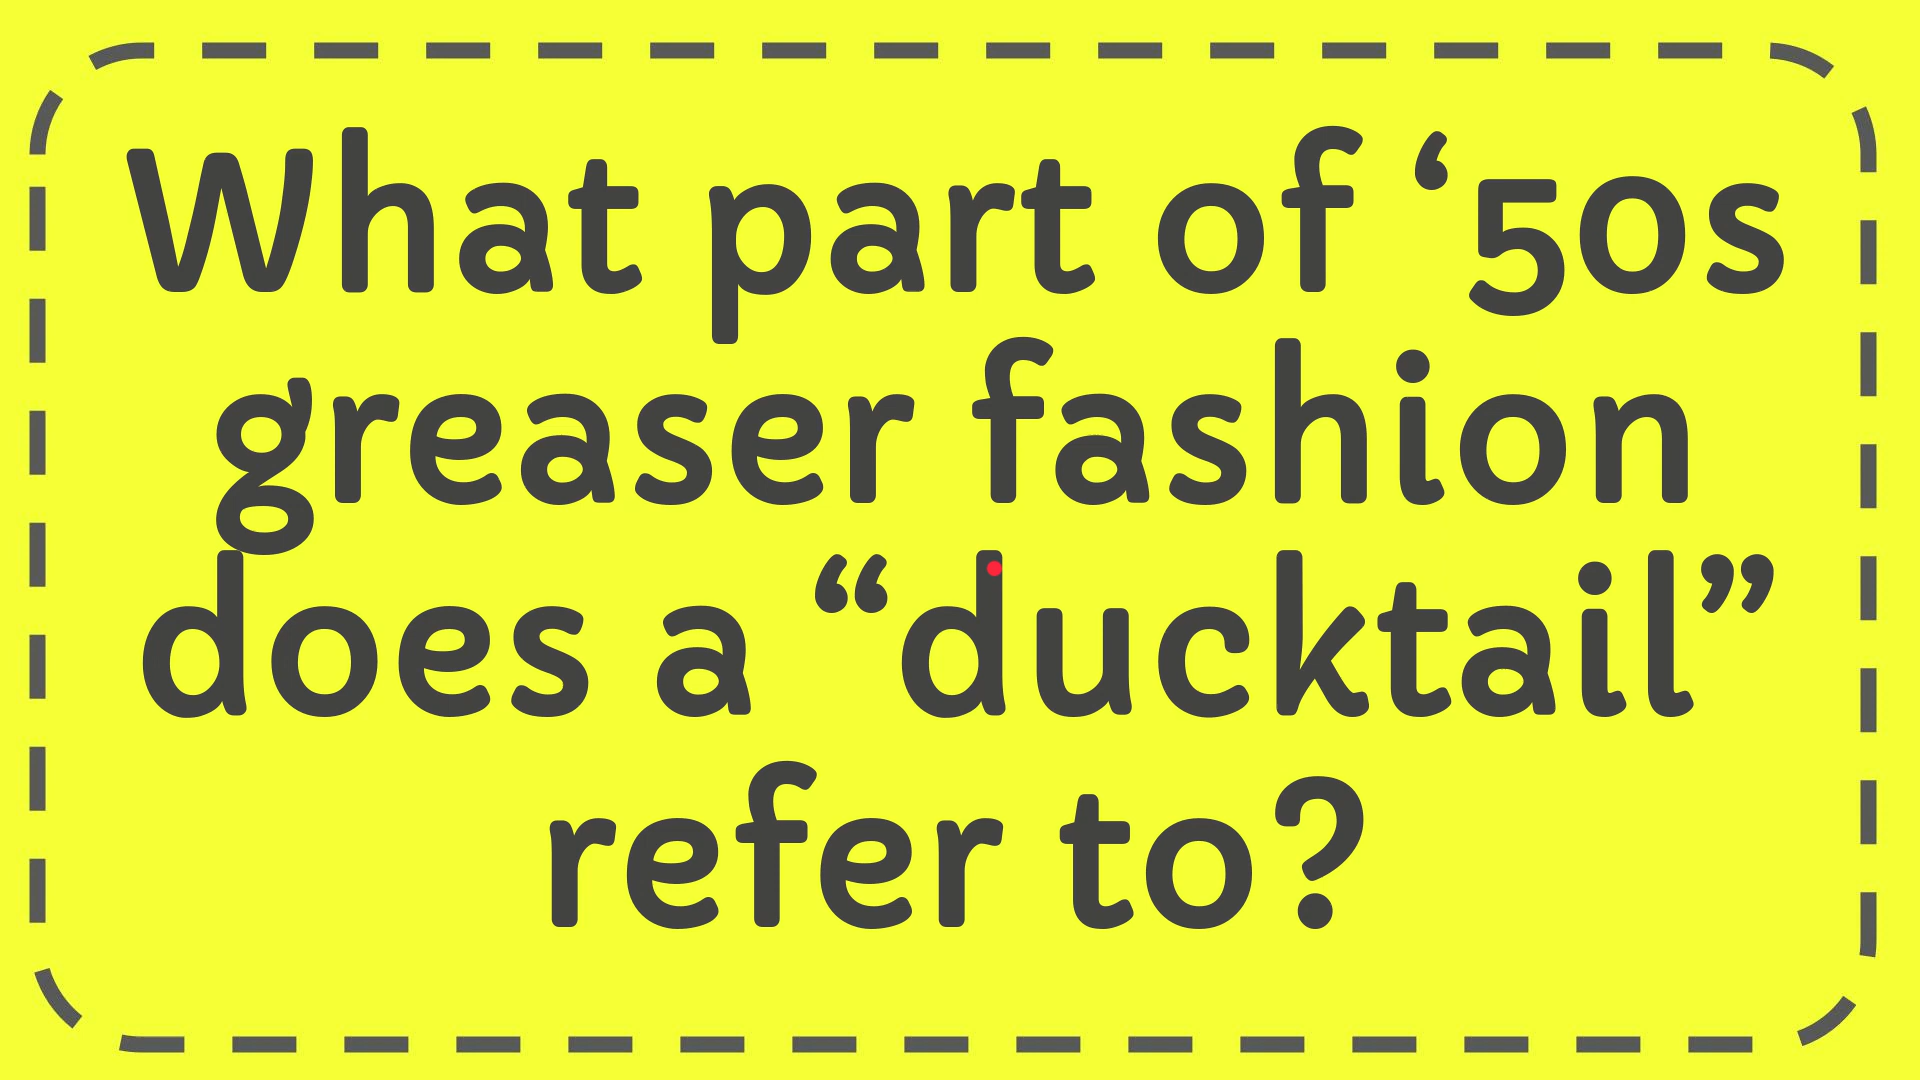 What part of ‘50s
greaser fashion
does a “ducktail”
refer to?